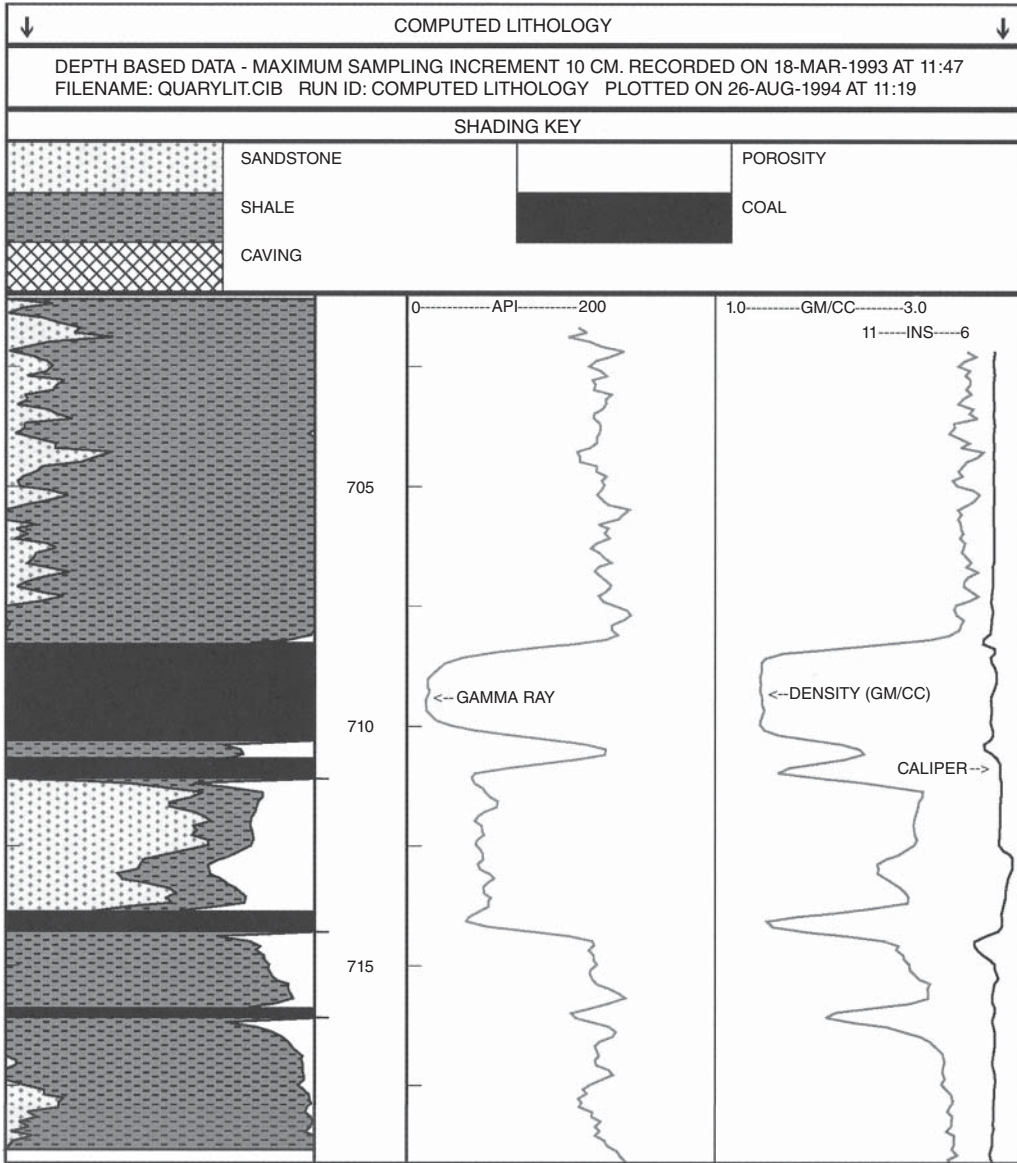 COMPUTED LITHOLOGY
DEPTH BASED DATA - MAXIMUM SAMPLING INCREMENT 10 CM. RECORDED ON 18-MAR-1993 AT 11:47
FILENAME: QUARYLIT.CIB RUN ID: COMPUTED LITHOLOGY PLOTTED ON 26-AUG-1994 AT 11:19
SHADING KEY
SANDSTONE
POROSITY
SHALE
COAL
CAVING
0------------API-----------200
1.0---------GM/CC--------3.0
11-----INS----6
705
<--GAMMA RAY
<--DENSITY (GM/CC)
710
CALIPER-->
715